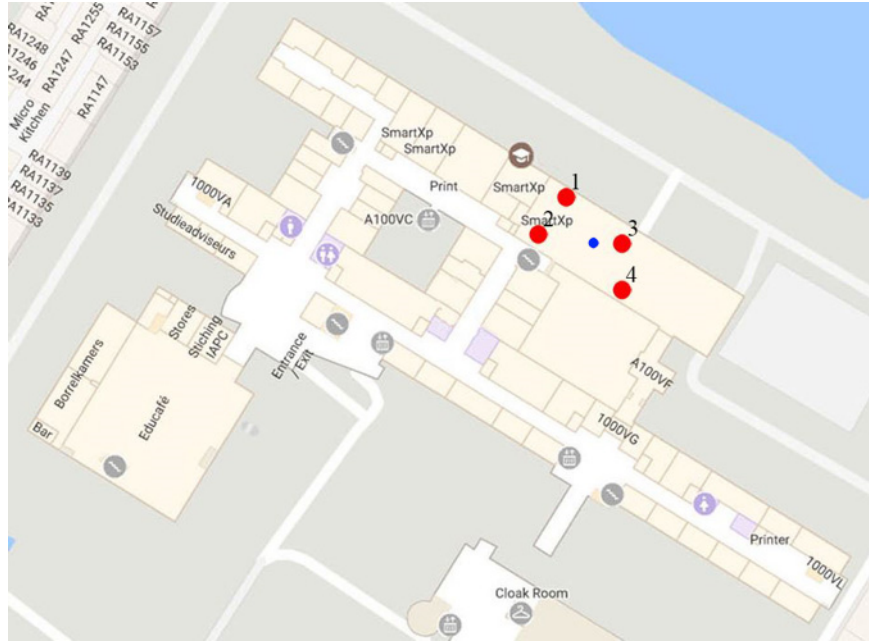 RA1157
RA1255
RA1155
RA1248
RA1153
RA1247
RA1147
Micro
Kitchen
RA1139
RA1137
RA1135
RA1133
SmartXp
SmartXp
Print
SmartXp
1
1000VA
A100VC
SmartXp
2
3
Studieadviseurs
4
Stores
Stiching
IAPC
Entrance
/ Exit
Borrelkamers
A100VF
Educafé
1000VG
Bar
Printer
1000VL
Cloak Room